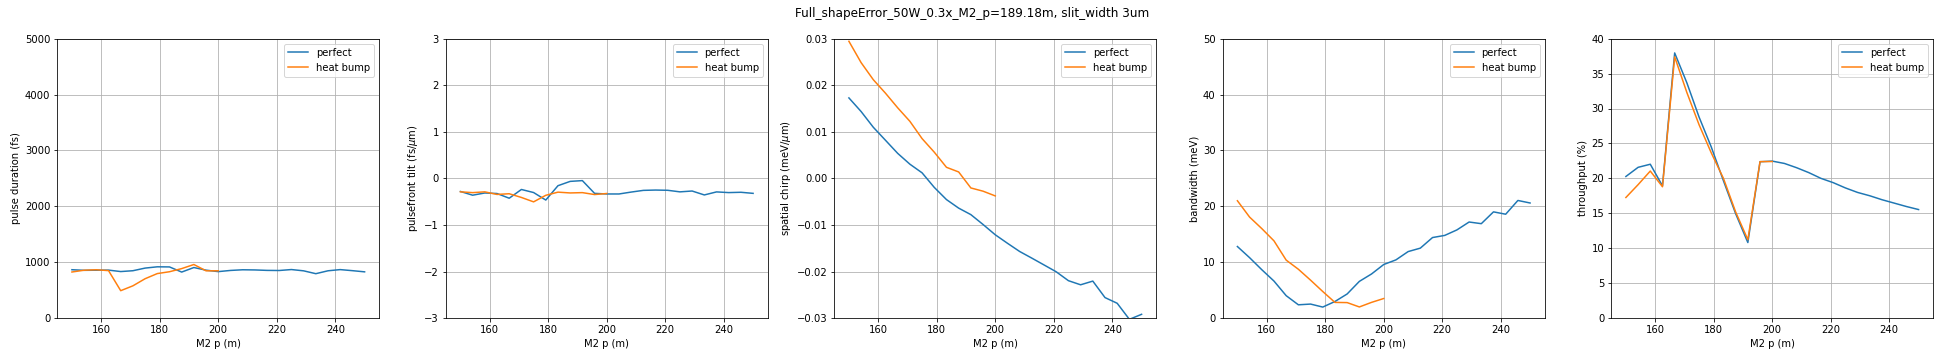 Full_shapeError_50W_0.3x_M2_p=189.18m, slit_width 3um
pulse duration (fs)
5000
4000
3000
2000
1000
0
160 180 200 220 240
M2 p (m)
perfect
heat bump
pulsefront tilt (fs/μm)
3
2
1
0
−1
−2
−3
160 180 200 220 240
M2 p (m)
perfect
heat bump
spatial chirp (meV/μm)
0.03
0.02
0.01
0.00
−0.01
−0.02
−0.03
160 180 200 220 240
M2 p (m)
perfect
heat bump
bandwidth (meV)
50
40
30
20
10
0
160 180 200 220 240
M2 p (m)
perfect
heat bump
throughput (%)
40
35
30
25
20
15
10
5
0
160 180 200 220 240
M2 p (m)
perfect
heat bump